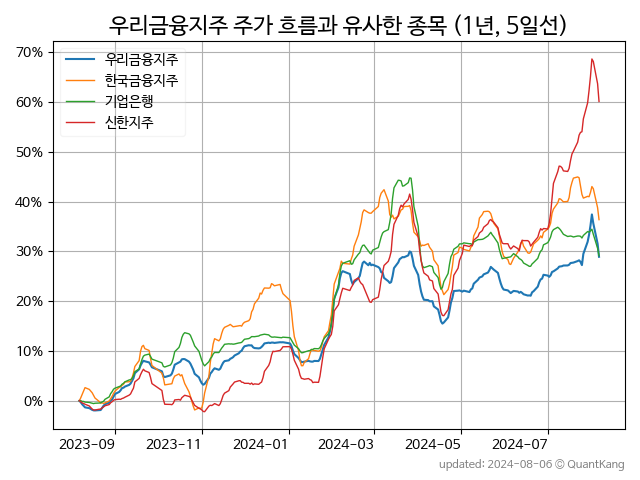 우리금융지주 주가 흐름과 유사한 종목 (1년, 5일선)
70%
60%
50%
40%
30%
20%
10%
0%
우리금융지주
한국금융지주
기업은행
신한지주
2023-09 2023-11 2024-01 2024-03 2024-05 2024-07
updated: 2024-08-06 © QuantKang